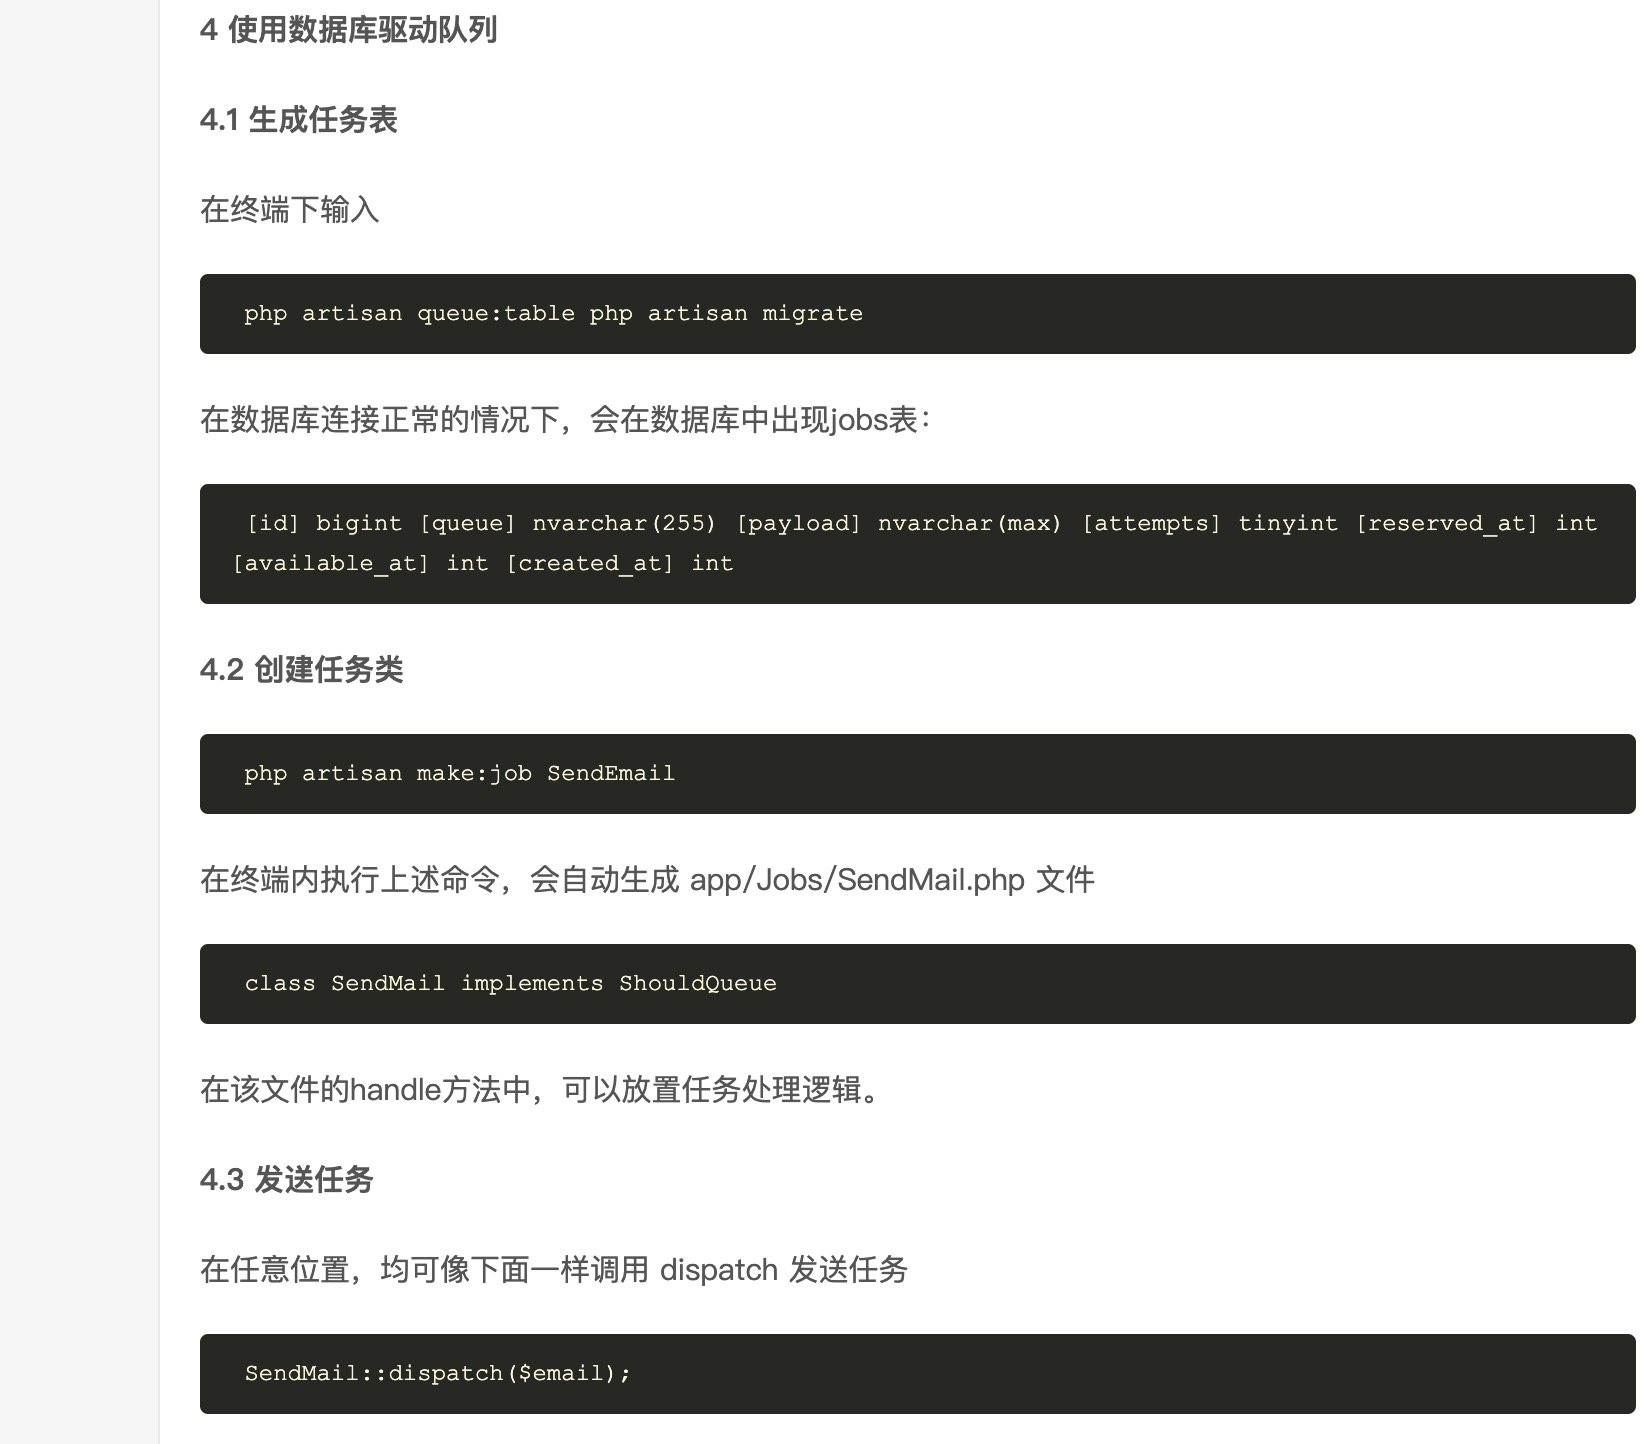 4 使用数据库驱动队列
4.1 生成任务表
在终端下输入
php artisan queue:table php artisan migrate
在数据库连接正常的情况下，会在数据库中出现jobs表：
[id] bigint [queue] nvarchar(255) [payload] nvarchar(max) [attempts] tinyint [reserved_at] int
[available_at] int [created_at] int
4.2 创建任务类
php artisan make:job SendEmail
在终端内执行上述命令，会自动生成 app/Jobs/SendMail.php 文件
class SendMail implements ShouldQueue
在该文件的handle方法中，可以放置任务处理逻辑。
4.3 发送任务
在任意位置，均可像下面一样调用 dispatch 发送任务
SendMail::dispatch($email);